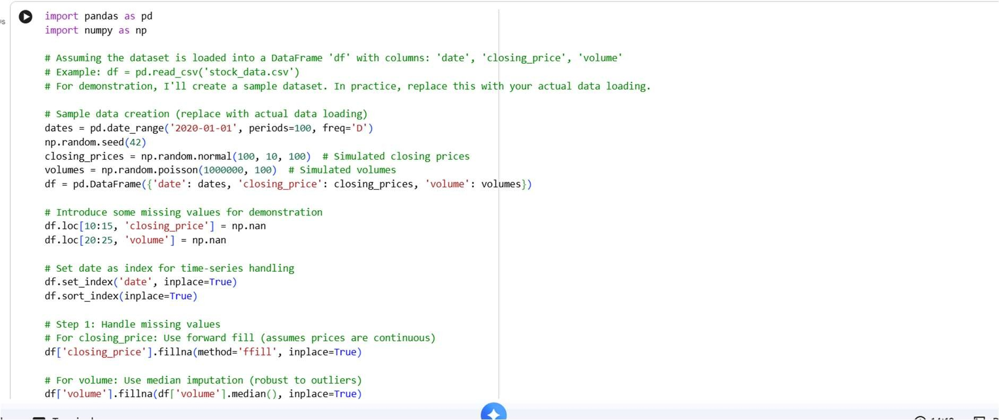 import pandas as pd
import numpy as np
# Assuming the dataset is loaded into a DataFrame 'df' with columns: 'date', 'closing_price', 'volume'
# Example: df = pd.read_csv('stock_data.csv')
# For demonstration, I'll create a sample dataset. In practice, replace this with your actual data loading.
# Sample data creation (replace with actual data loading)
dates = pd.date_range('2020-01-01', periods=100, freq='D')
np.random.seed(42)
closing_prices = np.random.normal(100, 10, 100)  # Simulated closing prices
volumes = np.random.poisson(1000000, 100)  # Simulated volumes
df = pd.DataFrame({'date': dates, 'closing_price': closing_prices, 'volume': volumes})
# Introduce some missing values for demonstration
df.loc[10:15, 'closing_price'] = np.nan
df.loc[20:25, 'volume'] = np.nan
# Set date as index for time-series handling
df.set_index('date', inplace=True)
df.sort_index(inplace=True)
# Step 1: Handle missing values
# For closing_price: Use forward fill (assumes prices are continuous)
df['closing_price'].fillna(method='ffill', inplace=True)
# For volume: Use median imputation (robust to outliers)
df['volume'].fillna(df['volume'].median(), inplace=True)